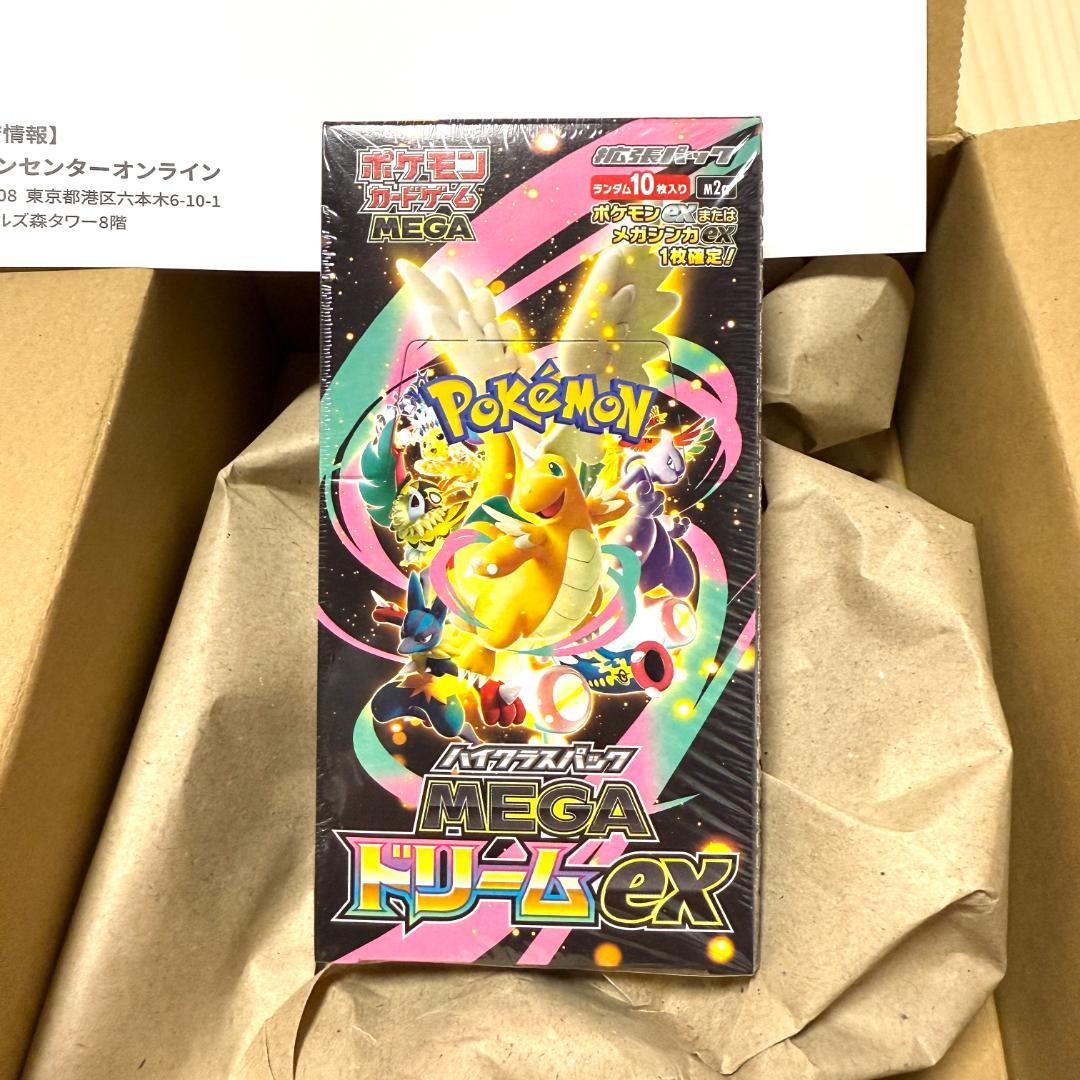 情報】
ンセンターオンライン
08 東京都港区六本木6-10-1
ルズ森タワー8階
ポケモン
カードゲーム
MEGA
拡張パック
ランダム10枚入り
M2a
ポケモンexまたは
メガシンカex
1枚確定!
POKÉMON
TM
ハイクラスパック
MEGA
ドリームex